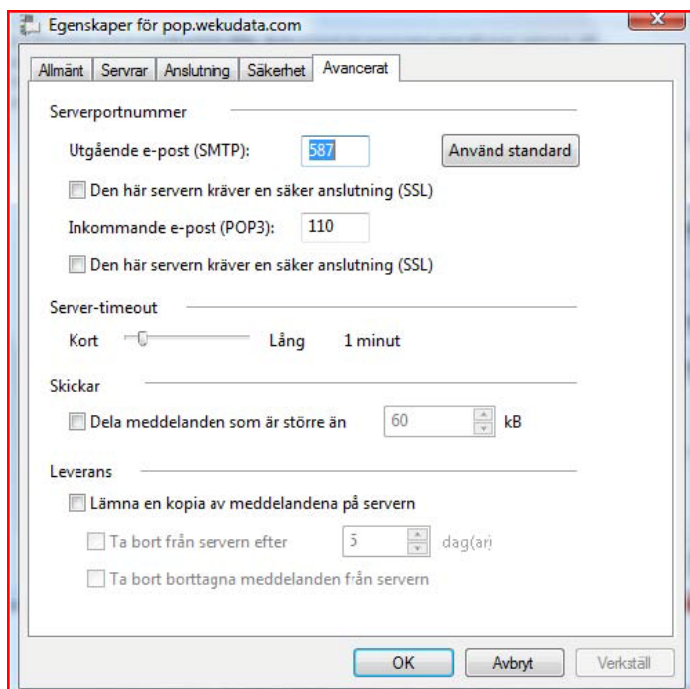 Egenskaper för pop.wekudata.com
Allmänt Servrar Anslutning Säkerhet Avancerat
Serverportnummer
Utgående e-post (SMTP): 587 Använd standard
Den här servern kräver en säker anslutning (SSL)
Inkommande e-post (POP3): 110
Den här servern kräver en säker anslutning (SSL)
Server-timeout
Kort Lång 1 minut
Skickar
Dela meddelanden som är större än 60 kB
Leverans
Lämna en kopia av meddelandena på servern
Ta bort från servern efter 5 dag(ar)
Ta bort borttagna meddelanden från servern
OK Avbryt Verkställ